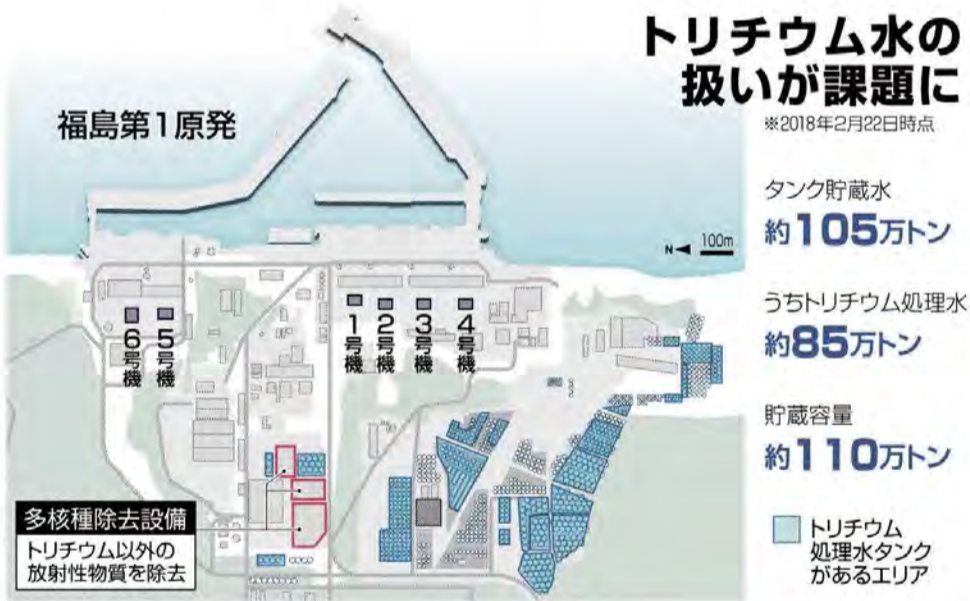 トリチウム水の
扱いが課題に
※2018年2月22日時点
福島第1原発
タンク貯蔵水
約105万トン
N
100m
うちトリチウム処理水
約85万トン
6号機
5号機
1号機
2号機
3号機
4号機
貯蔵容量
約110万トン
多核種除去設備
トリチウム以外の
放射性物質を除去
トリチウム
処理水タンク
があるエリア